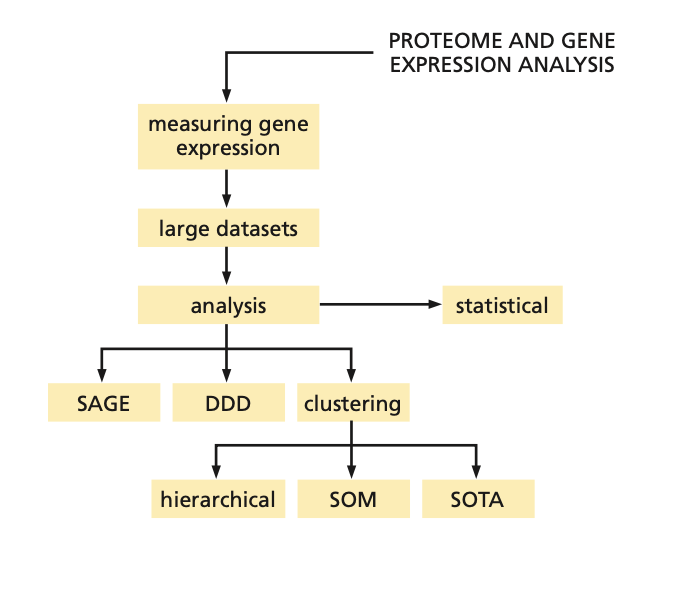 PROTEOME AND GENE
EXPRESSION ANALYSIS
measuring gene
expression
large datasets
analysis
statistical
SAGE
DDD
clustering
hierarchical
SOM
SOTA